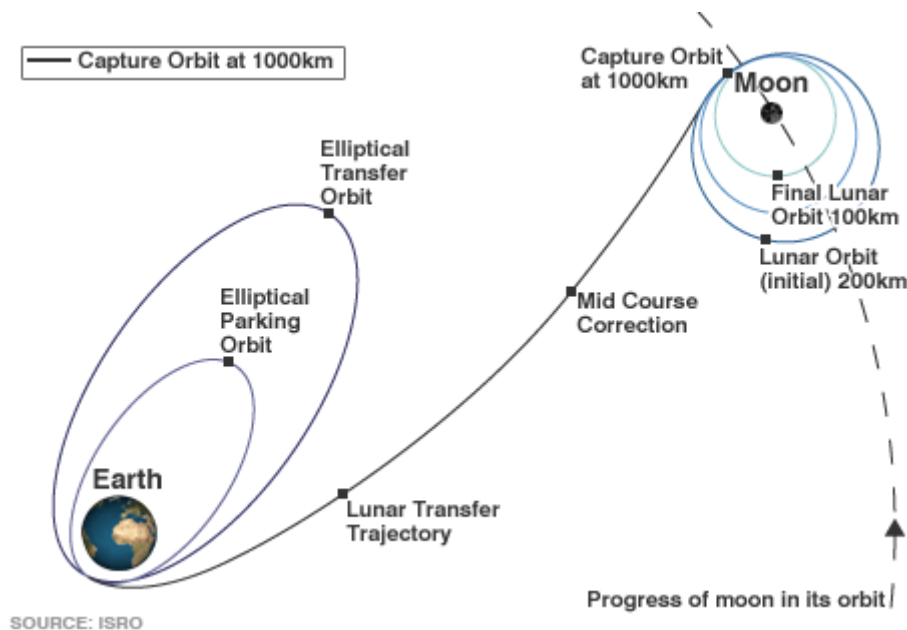 Capture Orbit at 1000km
Capture Orbit
at 1000km
Moon
Elliptical
Transfer
Orbit
Final Lunar
Orbit 100km
Lunar Orbit
(initial) 200km
Elliptical
Parking
Orbit
Mid Course
Correction
Earth
Lunar Transfer
Trajectory
Progress of moon in its orbit
SOURCE: ISRO